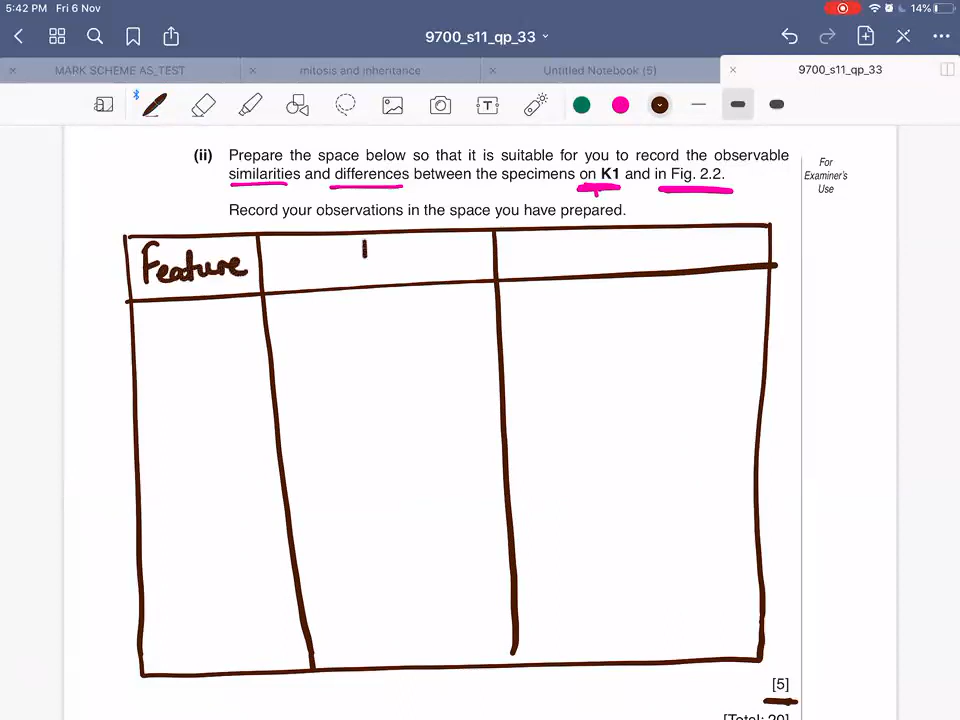 5:42 PM Fri 6 Nov
14%
9700_s11_qp_33
MARK SCHEME AS_TEST
mitosis and inheritance
Untitled Notebook (5)
9700_s11_qp_33
(ii) Prepare the space below so that it is suitable for you to record the observable
similarities and differences between the specimens on K1 and in Fig. 2.2.
Record your observations in the space you have prepared.
For
Examiner's
Use
Feature
[5]
[Total: 20]